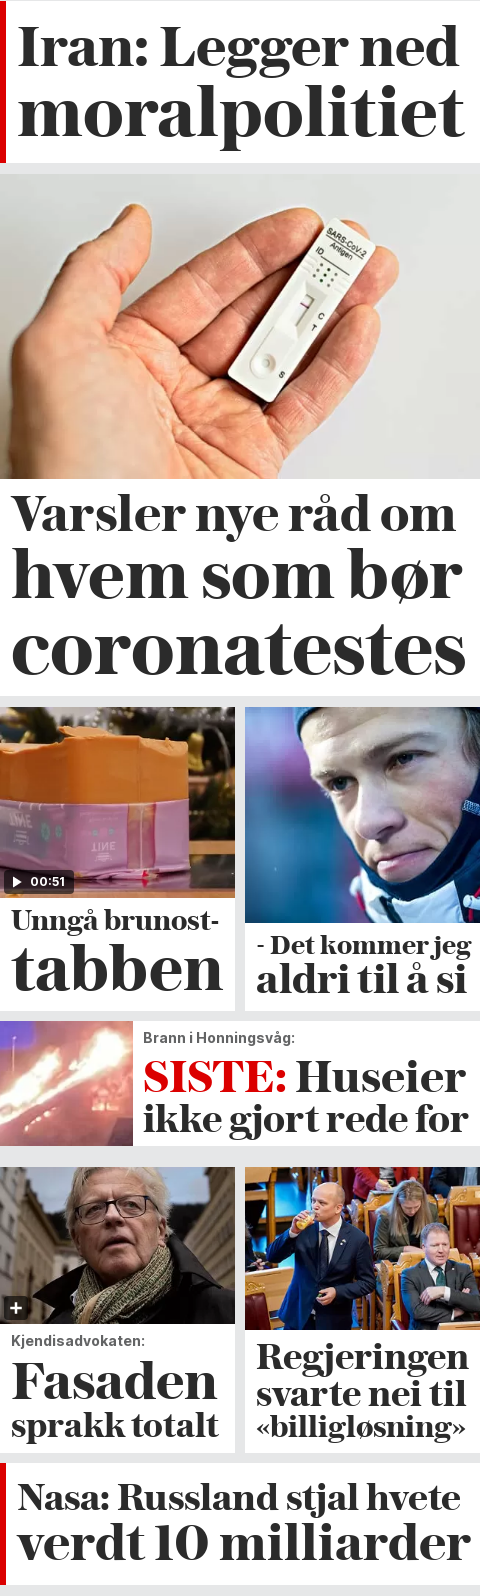 Iran: Legger ned
moralpolitiet
SARS-CoV-2
Antigen
ID
C
T
S
Varsler nye råd om
hvem som bør
coronatestes
TINE
TINE
00:51
Unngå brunost-
tabben
- Det kommer jeg
aldri til å si
Brann i Honningsvåg:
SISTE: Huseier
ikke gjort rede for
Kjendisadvokaten:
Fasaden
sprakk totalt
Regjeringen
svarte nei til
«billigløsning»
Nasa: Russland stjal hvete
verdt 10 milliarder